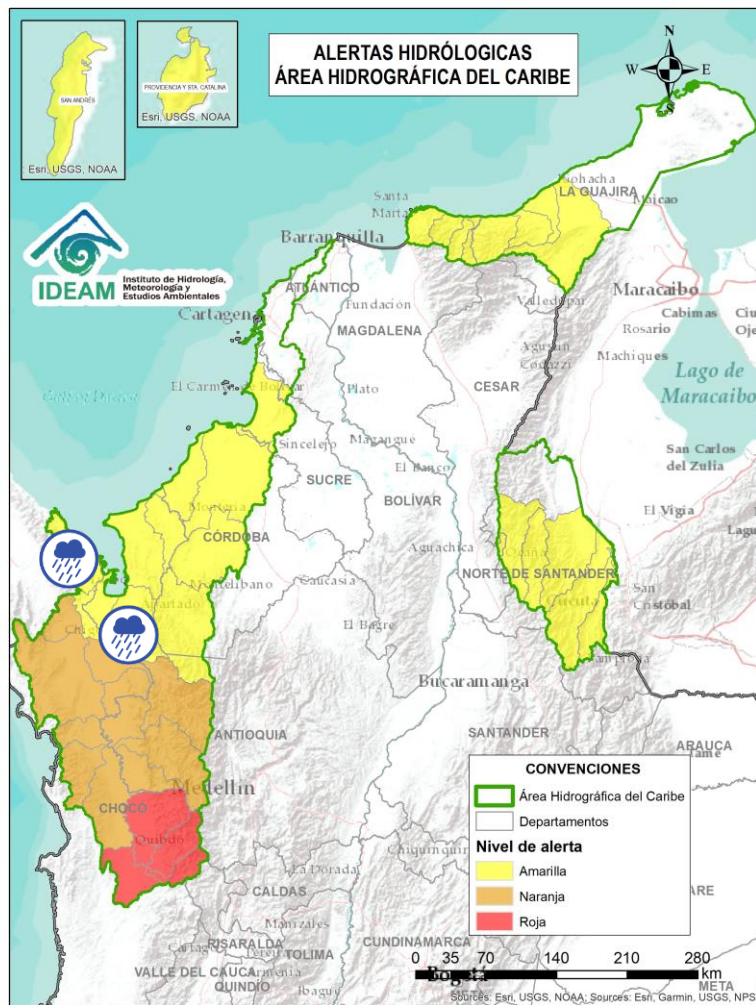 ALERTAS HIDRÓLOGICAS
ÁREA HIDROGRÁFICA DEL CARIBE
SAN ANDRÉS
Esri, USGS, NOAA
PROVIDENCIA Y STA. CATALINA
Esri, USGS, NOAA
N
W
E
S
IDEAM
Instituto de Hidrología,
Meteorología y
Estudios Ambientales
Santa
Marta
LA GUAJIRA
Maicao
Barranquilla
ATLÁNTICO
Cartagena
Fundación
MAGDALENA
Valledupar
Maracaibo
Cabimas
Rosario
Machiques
Agustín
Codazzi
CESAR
Lago de
Maracaibo
El Carmen de Bolívar
Plato
Sincelejo
Magangué
SUCRE
El Banco
BOLÍVAR
San Carlos
del Zulia
El Vigía
Montería
CÓRDOBA
Aguachica
Ocaña
NORTE DE SANTANDER
Cúcuta
San
Cristóbal
Montelíbano
Caucasia
Apartadó
El Bagre
Pamplona
Bucaramanga
ANTIOQUIA
SANTANDER
ARAUCA
Medellín
CHOCÓ
Quibdó
La Dorada
CALDAS
Manizales
RISARALDA
TOLIMA
CUNDINAMARCA
VALLE DEL CAUCA
Armenia
QUINDÍO
Ibagué
Bogotá
META
CONVENCIONES
Área Hidrográfica del Caribe
Departamentos
Nivel de alerta
Amarilla
Naranja
Roja
0 35 70 140 210 280
km
Sources: Esri, USGS, NOAA; Sources: Esri, Garmin, USGS, NPS